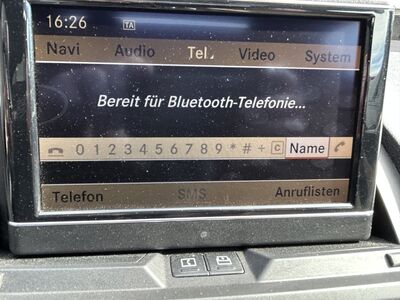 16:26 TA
Navi Audio Tel Video System
Bereit für Bluetooth-Telefonie...
0 1 2 3 4 5 6 7 8 9 * # + C Name
Telefon SMS Anruflisten